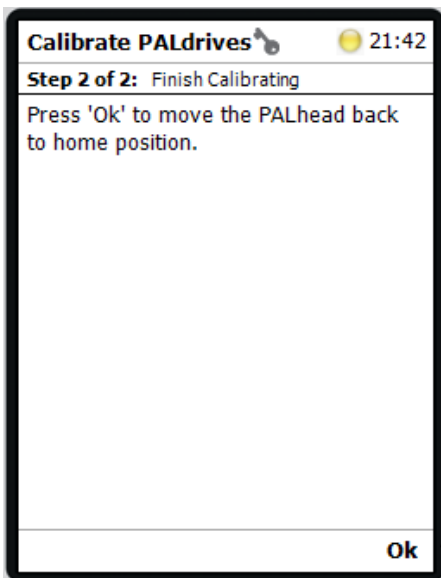 Calibrate PALdrives 21:42
Step 2 of 2: Finish Calibrating
Press 'Ok' to move the PALhead back
to home position.
Ok